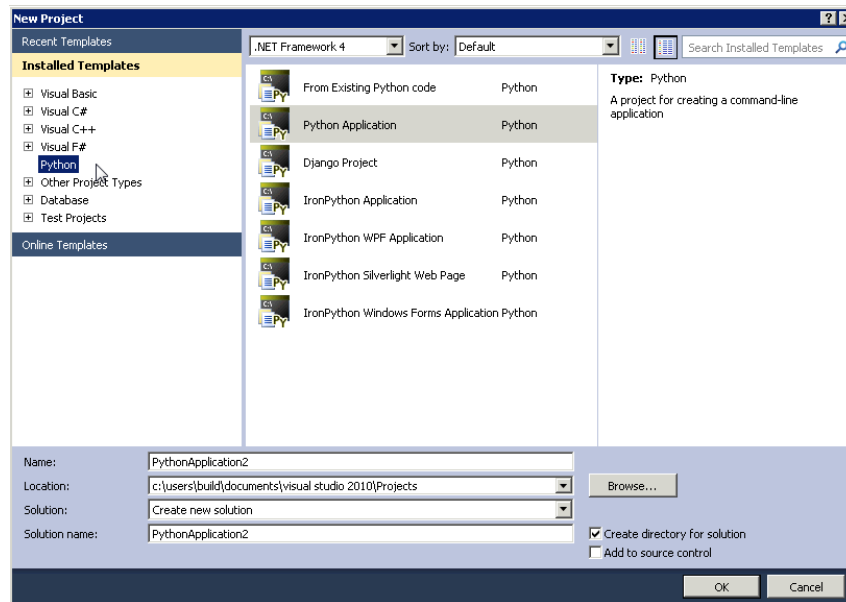 New Project
Recent Templates
Installed Templates
Visual Basic
Visual C#
Visual C++
Visual F#
Python
Other Project Types
Database
Test Projects
Online Templates
.NET Framework 4 Sort by: Default Search Installed Templates
From Existing Python code Python
Python Application Python
Django Project Python
IronPython Application Python
IronPython WPF Application Python
IronPython Silverlight Web Page Python
IronPython Windows Forms Application Python
Type: Python
A project for creating a command-line
application
Name: PythonApplication2
Location: c:\users\build\documents\visual studio 2010\Projects Browse...
Solution: Create new solution
Solution name: PythonApplication2 Create directory for solution
Add to source control
OK Cancel